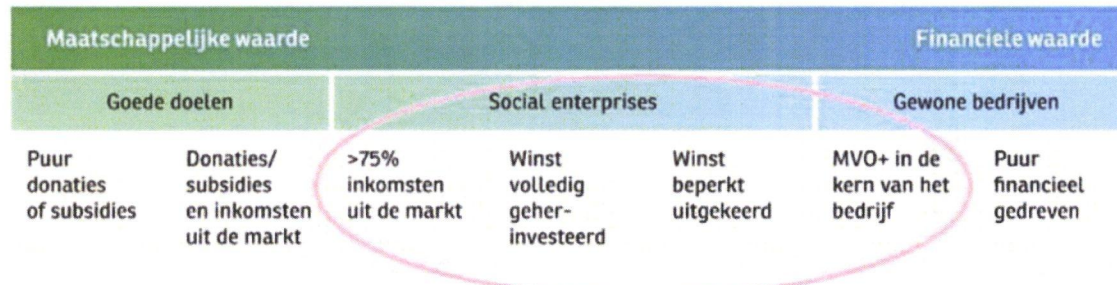 Maatschappelijke waarde
Financiele waarde
Goede doelen
Social enterprises
Gewone bedrijven
Puur
donaties
of subsidies
Donaties/
subsidies
en inkomsten
uit de markt
>75%
inkomsten
uit de markt
Winst
volledig
geher-
investeerd
Winst
beperkt
uitgekeerd
MVO+ in de
kern van het
bedrijf
Puur
financieel
gedreven